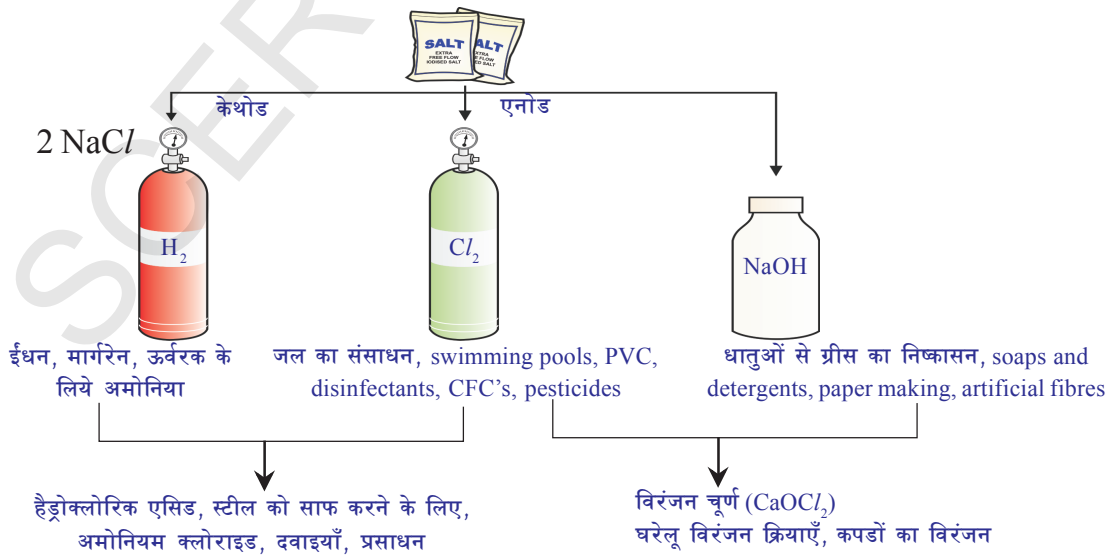 SALT
EXTRA
FREE FLOW
IODISED SALT
ALT
केथोड
एनोड
2 NaCl
H2
Cl2
NaOH
ईंधन, मार्गरेन, ऊर्वरक के
लिये अमोनिया
जल का संसाधन, swimming pools, PVC,
disinfectants, CFC's, pesticides
धातुओं से ग्रीस का निष्कासन, soaps and
detergents, paper making, artificial fibres
हैड्रोक्लोरिक एसिड, स्टील को साफ करने के लिए,
अमोनियम क्लोराइड, दवाइयाँ, प्रसाधन
विरंजन चूर्ण (CaOCl2)
घरेलू विरंजन क्रियाएँ, कपडों का विरंजन
SCER